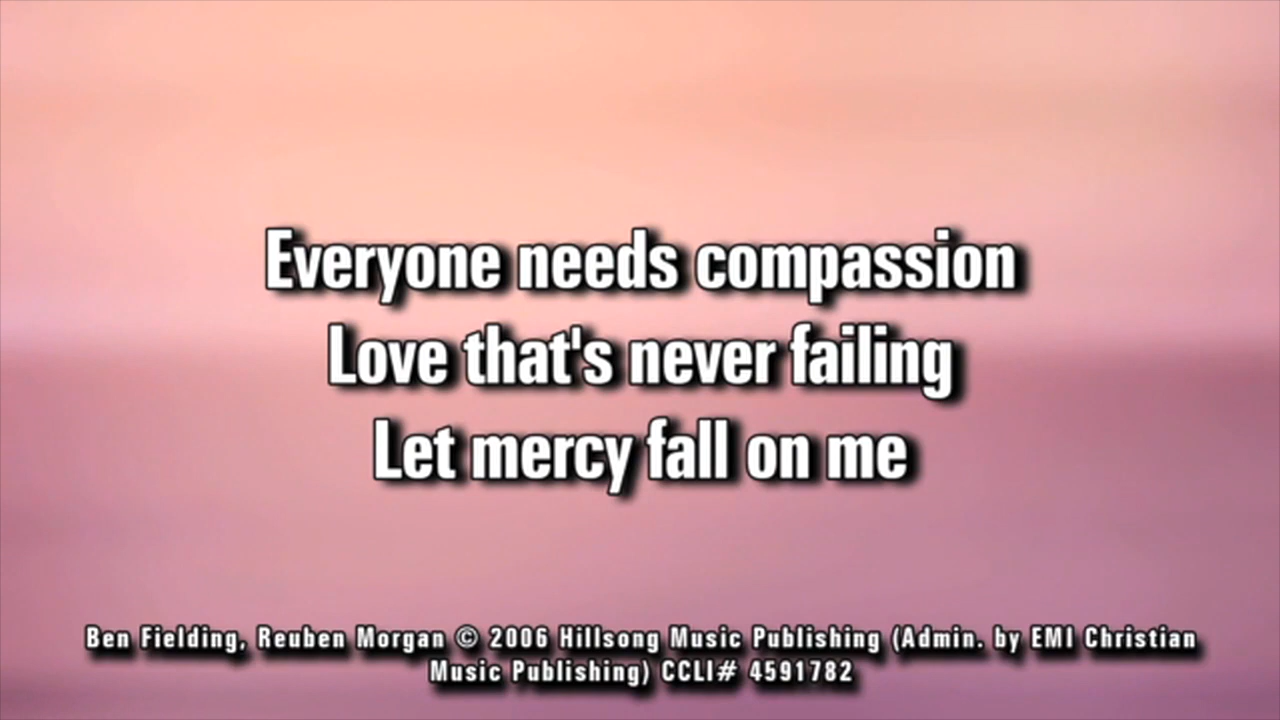 Everyone needs compassion
Love that's never failing
Let mercy fall on me
Ben Fielding, Reuben Morgan © 2006 Hillsong Music Publishing (Admin. by EMI Christian
Music Publishing) CCLI# 4591782